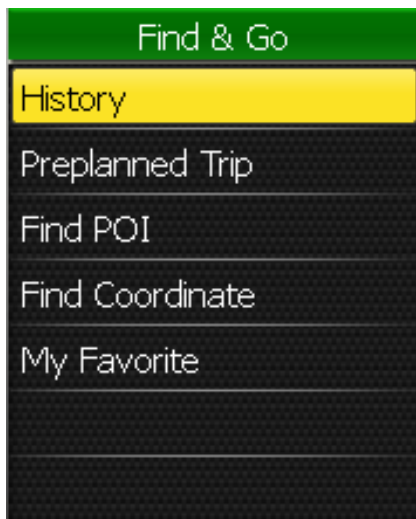 Find & Go
History
Preplanned Trip
Find POI
Find Coordinate
My Favorite